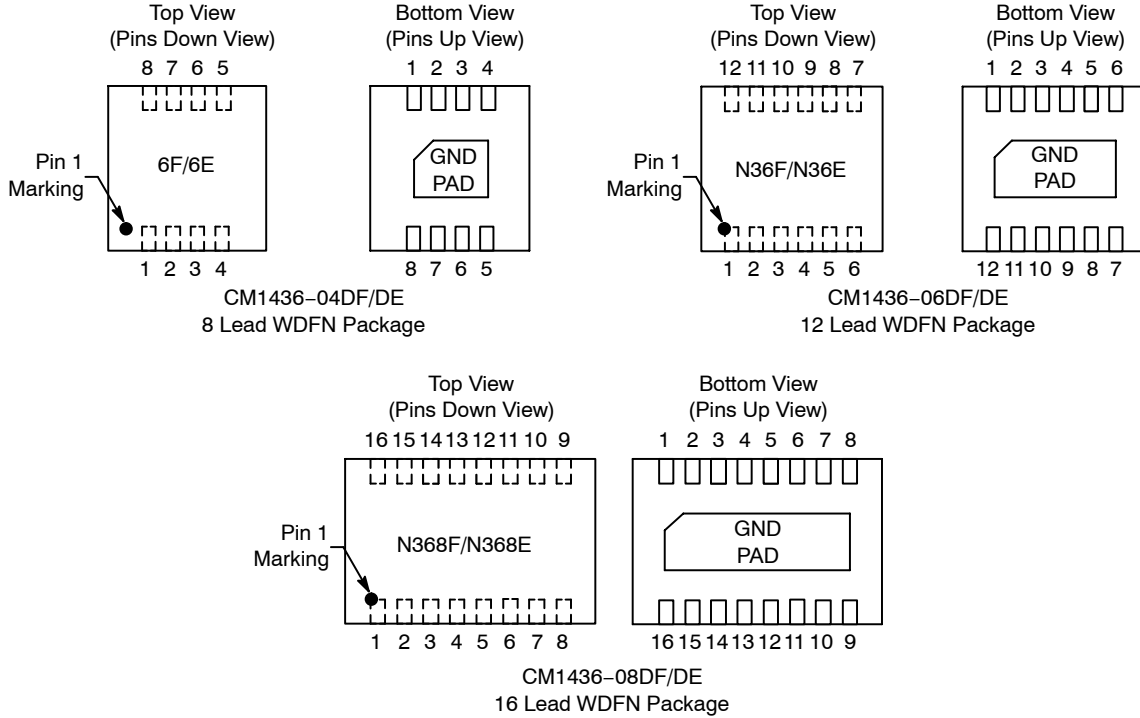 Top View
(Pins Down View)
8 7 6 5
6F/6E
Pin 1
Marking
1 2 3 4
Bottom View
(Pins Up View)
1 2 3 4
GND
PAD
8 7 6 5
CM1436−04DF/DE
8 Lead WDFN Package
Top View
(Pins Down View)
12 11 10 9 8 7
N36F/N36E
Pin 1
Marking
1 2 3 4 5 6
Bottom View
(Pins Up View)
1 2 3 4 5 6
GND
PAD
12 11 10 9 8 7
CM1436−06DF/DE
12 Lead WDFN Package
Top View
(Pins Down View)
16 15 14 13 12 11 10 9
N368F/N368E
Pin 1
Marking
1 2 3 4 5 6 7 8
Bottom View
(Pins Up View)
1 2 3 4 5 6 7 8
GND
PAD
16 15 14 13 12 11 10 9
CM1436−08DF/DE
16 Lead WDFN Package